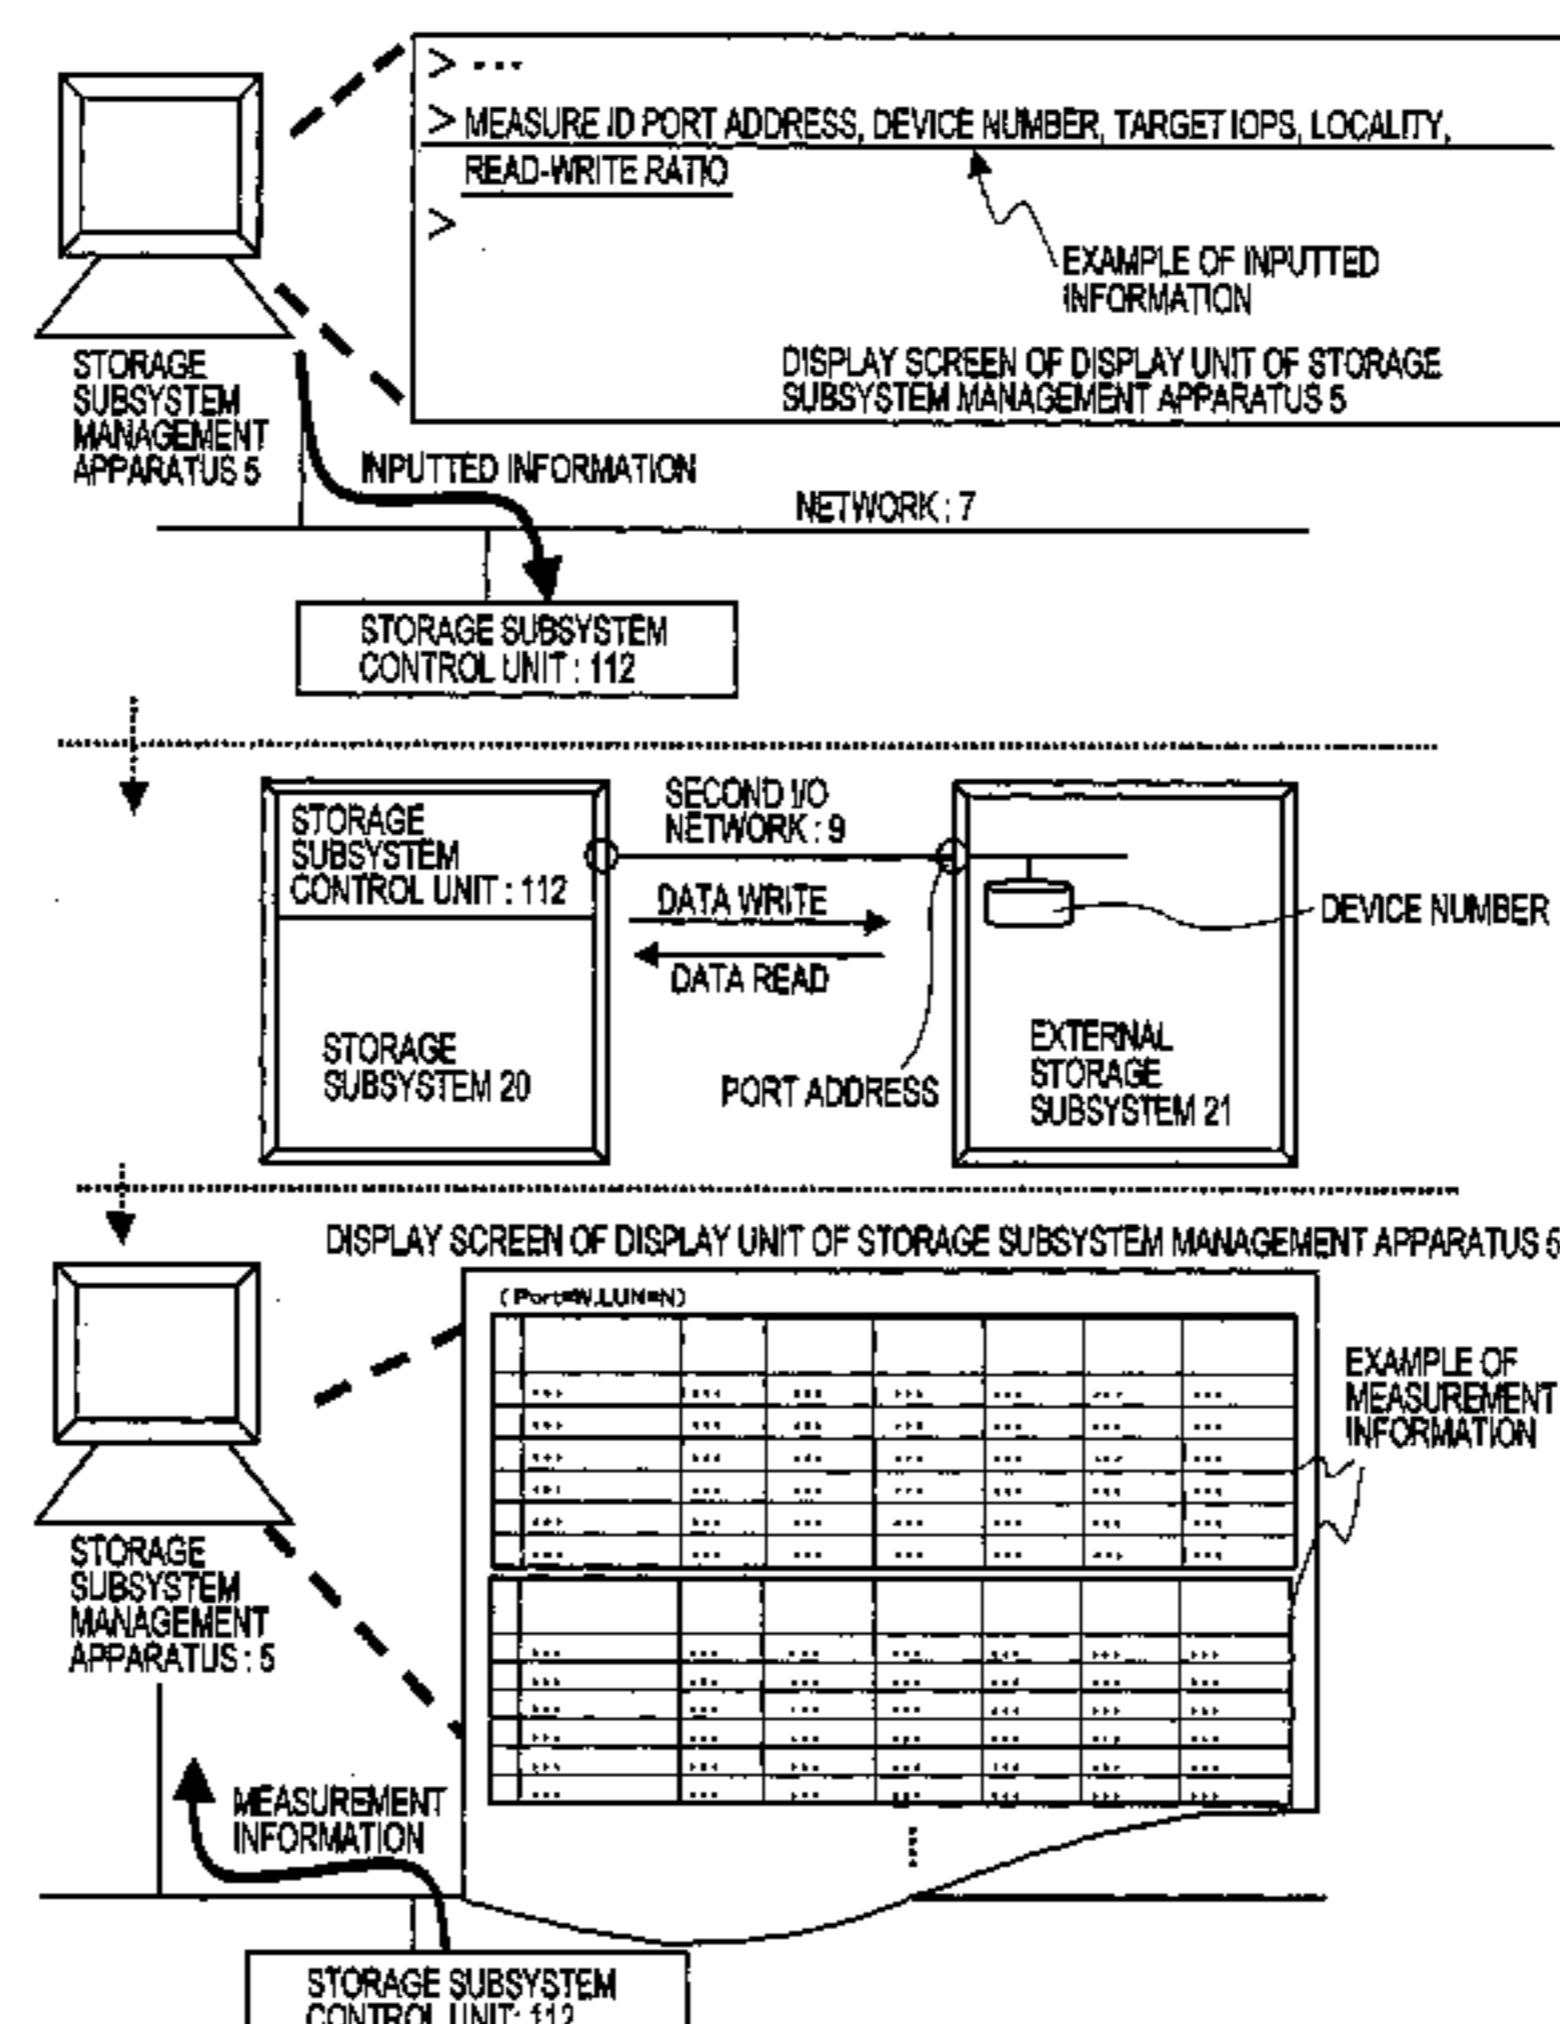 > ---
> MEASURE ID PORT ADDRESS, DEVICE NUMBER, TARGET IOPS, LOCALITY,
READ-WRITE RATIO
>
EXAMPLE OF INPUTTED
INFORMATION
DISPLAY SCREEN OF DISPLAY UNIT OF STORAGE
SUBSYSTEM MANAGEMENT APPARATUS 5
STORAGE
SUBSYSTEM
MANAGEMENT
APPARATUS 5
INPUTTED INFORMATION
NETWORK : 7
STORAGE SUBSYSTEM
CONTROL UNIT : 112
STORAGE
SUBSYSTEM
CONTROL UNIT : 112
SECOND I/O
NETWORK : 9
DATA WRITE
DATA READ
DEVICE NUMBER
STORAGE
SUBSYSTEM 20
PORT ADDRESS
EXTERNAL
STORAGE
SUBSYSTEM 21
DISPLAY SCREEN OF DISPLAY UNIT OF STORAGE SUBSYSTEM MANAGEMENT APPARATUS 5
(Port=W,LUN=N)
EXAMPLE OF
MEASUREMENT
INFORMATION
STORAGE
SUBSYSTEM
MANAGEMENT
APPARATUS : 5
MEASUREMENT
INFORMATION
STORAGE SUBSYSTEM
CONTROL UNIT: 112